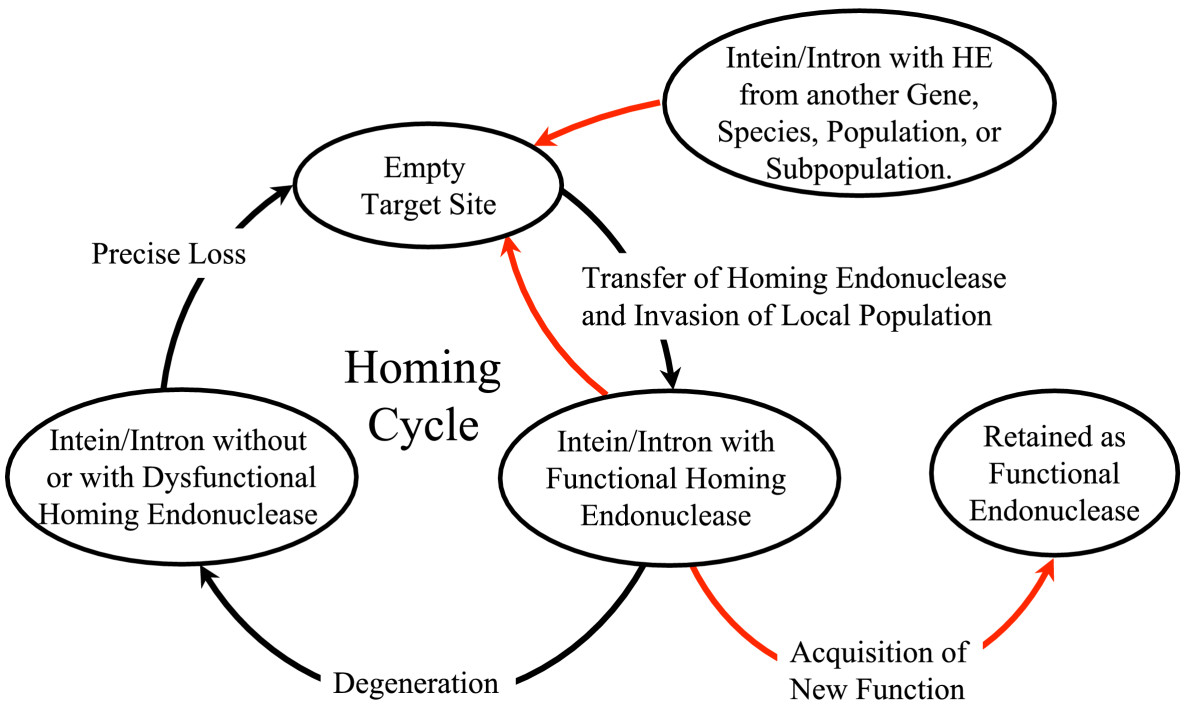 Intein/Intron with HE
from another Gene,
Species, Population, or
Subpopulation.
Empty
Target Site
Precise Loss
Transfer of Homing Endonuclease
and Invasion of Local Population
Homing
Cycle
Intein/Intron without
or with Dysfunctional
Homing Endonuclease
Intein/Intron with
Functional Homing
Endonuclease
Retained as
Functional
Endonuclease
Degeneration
Acquisition of
New Function